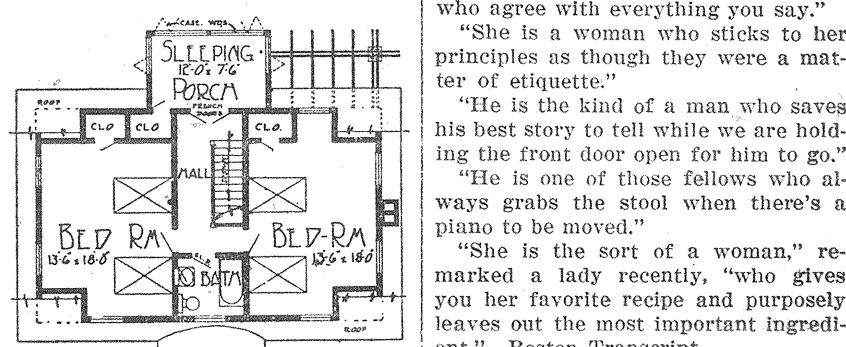 CASE. WDS.
SLEEPING
12'-0" x 7'-6"
PORCH
ROOF
FRENCH
DOORS
CLO
CLO
CLO.
HALL
DOWN
BED RM
13'-6" x 18'-0"
BED-RM
13'-6" x 18'-0"
BATH
ROOF
who agree with everything you say."
"She is a woman who sticks to her
principles as though they were a mat-
ter of etiquette."
"He is the kind of a man who saves
his best story to tell while we are hold-
ing the front door open for him to go."
"He is one of those fellows who al-
ways grabs the stool when there's a
piano to be moved."
"She is the sort of a woman," re-
marked a lady recently, "who gives
you her favorite recipe and purposely
leaves out the most important ingredi-
ent."—Boston Transcript.